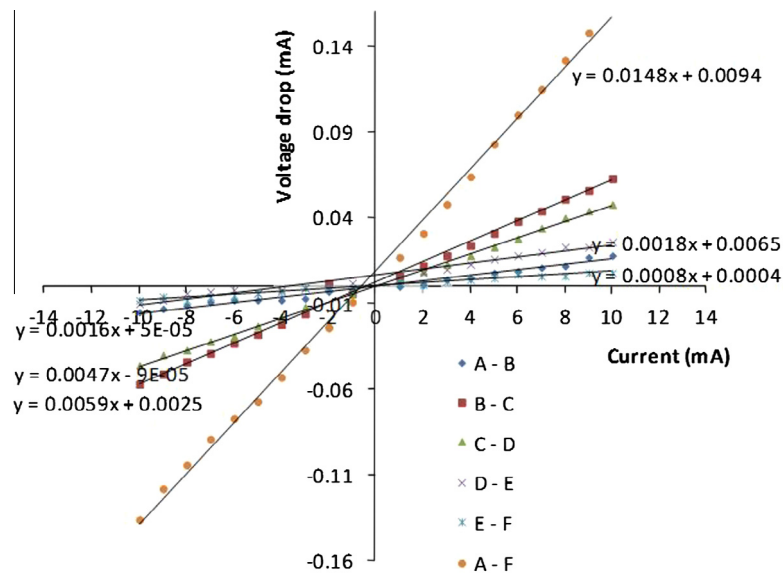 Voltage drop (mA)
0.14
0.09
0.04
-0.01
-0.06
-0.11
-0.16
-14 -12 -10 -8 -6 -4 -2 0 2 4 6 8 10 12 14
Current (mA)
y = 0.0148x + 0.0094
y = 0.0018x + 0.0065
y = 0.0008x + 0.0004
y = 0.0016x + 5E-05
y = 0.0047x - 9E-05
y = 0.0059x + 0.0025
A - B
B - C
C - D
D - E
E - F
A - F